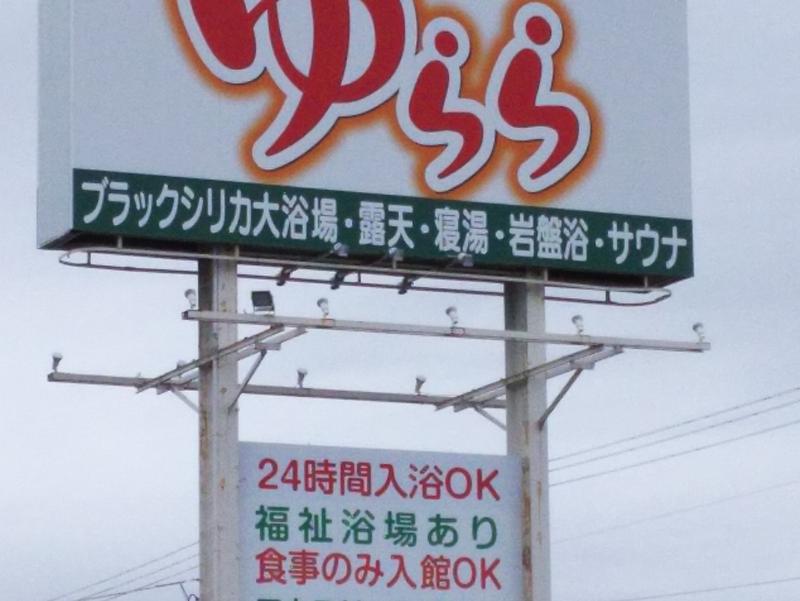 ゆらら
ブラックシリカ大浴場・露天・寝湯・岩盤浴・サウナ
24時間入浴OK
福祉浴場あり
食事のみ入館OK